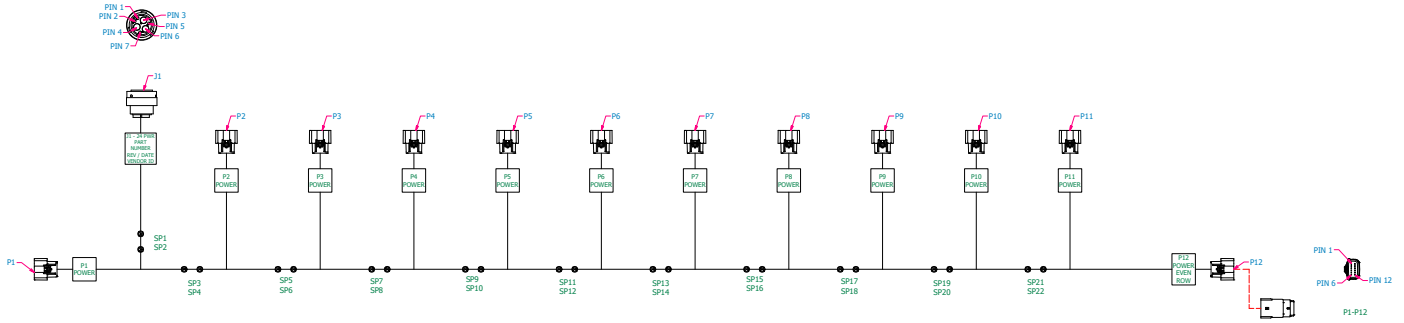 PIN 1
PIN 2
PIN 3
PIN 5
PIN 4
PIN 6
PIN 7
J1
J1 - 24 PWR
PART
NUMBER
REV / DATE
VENDOR ID
P2
P3
P4
P5
P6
P7
P8
P9
P10
P11
P2
POWER
P3
POWER
P4
POWER
P5
POWER
P6
POWER
P7
POWER
P8
POWER
P9
POWER
P10
POWER
P11
POWER
SP1
SP2
P1
P1
POWER
SP3
SP4
SP5
SP6
SP7
SP8
SP9
SP10
SP11
SP12
SP13
SP14
SP15
SP16
SP17
SP18
SP19
SP20
SP21
SP22
P12
POWER
EVEN
ROW
P12
PIN 1
PIN 6
PIN 12
P1-P12